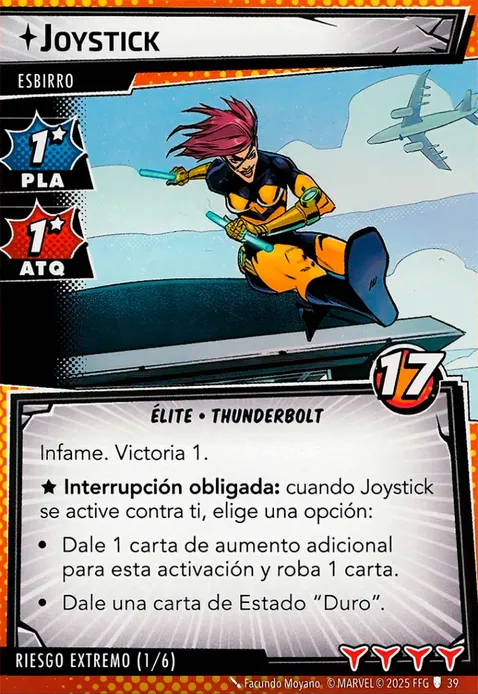 JOYSTICK
ESBIRRO
1
PLA
1
ATQ
17
ÉLITE • THUNDERBOLT
Infame. Victoria 1.
★ Interrupción obligada: cuando Joystick
se active contra ti, elige una opción:
• Dale 1 carta de aumento adicional
para esta activación y roba 1 carta.
• Dale una carta de Estado “Duro”.
RIESGO EXTREMO (1/6)
Facundo Moyano. © MARVEL © 2025 FFG 39